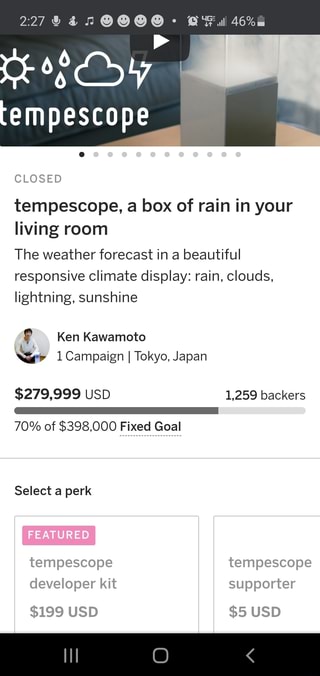 2:27 46%
tempescope
CLOSED
tempescope, a box of rain in your
living room
The weather forecast in a beautiful
responsive climate display: rain, clouds,
lightning, sunshine
Ken Kawamoto
1 Campaign | Tokyo, Japan
$279,999 USD 1,259 backers
70% of $398,000 Fixed Goal
Select a perk
FEATURED
tempescope
developer kit
$199 USD
tempescope
supporter
$5 USD